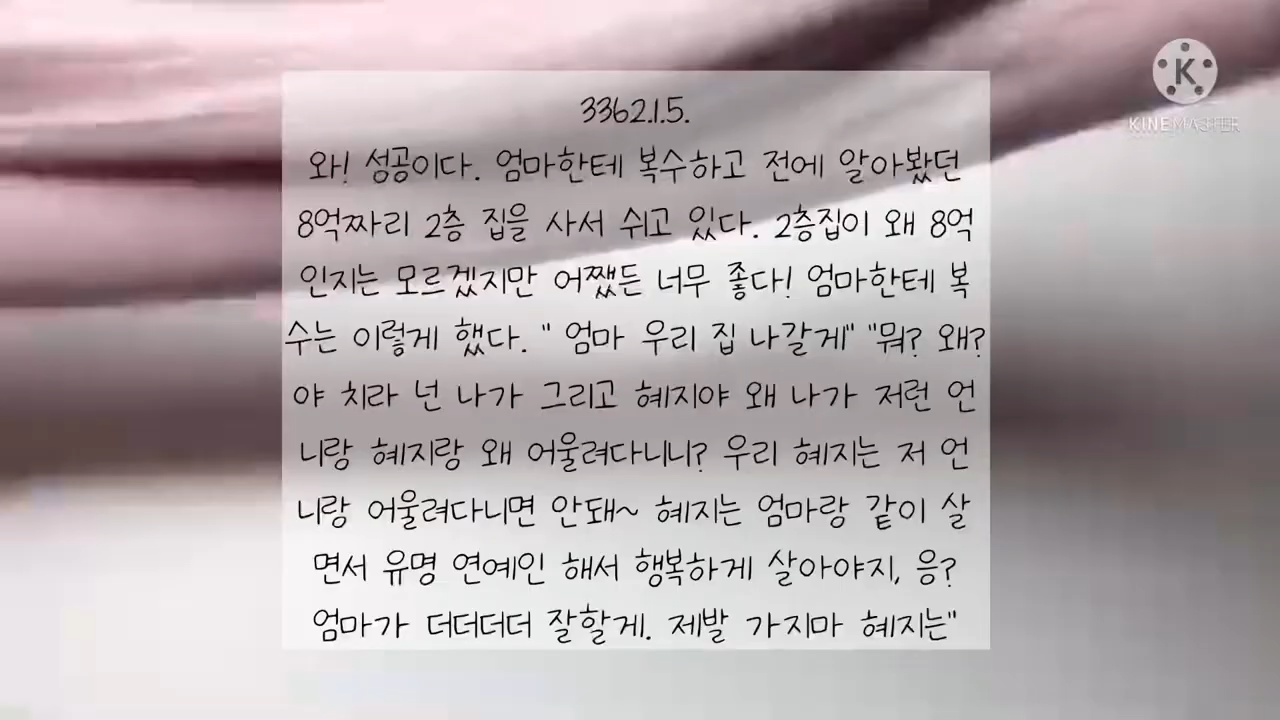 3362.1.5.
와! 성공이다. 엄마한테 복수하고 전에 알아봤던
8억짜리 2층 집을 사서 쉬고 있다. 2층집이 왜 8억
인지는 모르겠지만 어쨌든 너무 좋다! 엄마한테 복
수는 이렇게 했다. " 엄마 우리 집 나갈게" "뭐? 왜?
야 치라 넌 나가 그리고 혜지야 왜 나가 저런 언
니랑 혜지랑 왜 어울려다니니? 우리 혜지는 저 언
니랑 어울려다니면 안돼~ 혜지는 엄마랑 같이 살
면서 유명 연예인 해서 행복하게 살아야지, 응?
엄마가 더더더더 잘할게. 제발 가지마 혜지는"
K
KINEMASTER